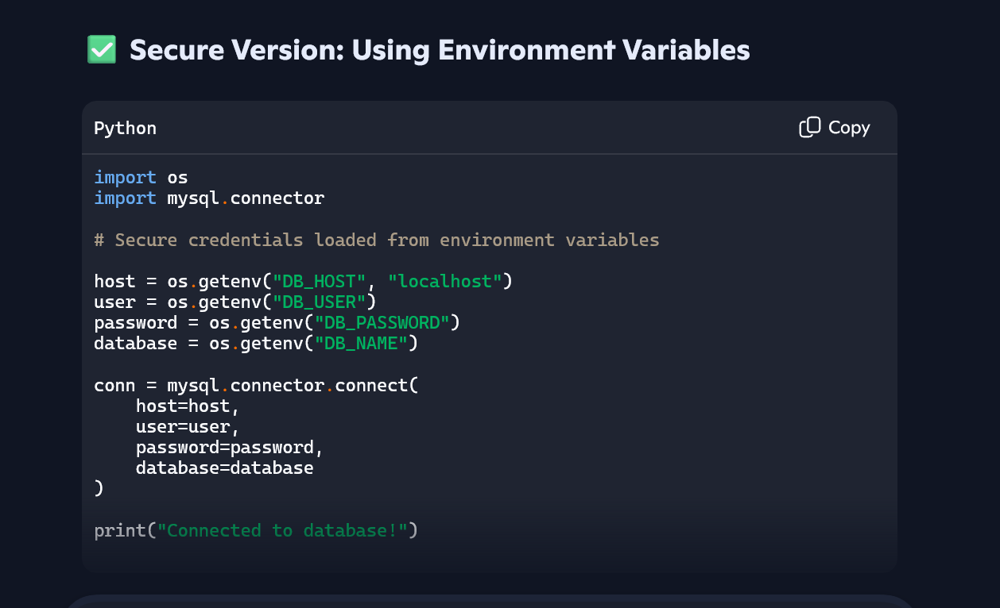 ✅ Secure Version: Using Environment Variables
Python
Copy
import os
import mysql.connector
# Secure credentials loaded from environment variables
host = os.getenv("DB_HOST", "localhost")
user = os.getenv("DB_USER")
password = os.getenv("DB_PASSWORD")
database = os.getenv("DB_NAME")
conn = mysql.connector.connect(
    host=host,
    user=user,
    password=password,
    database=database
)
print("Connected to database!")